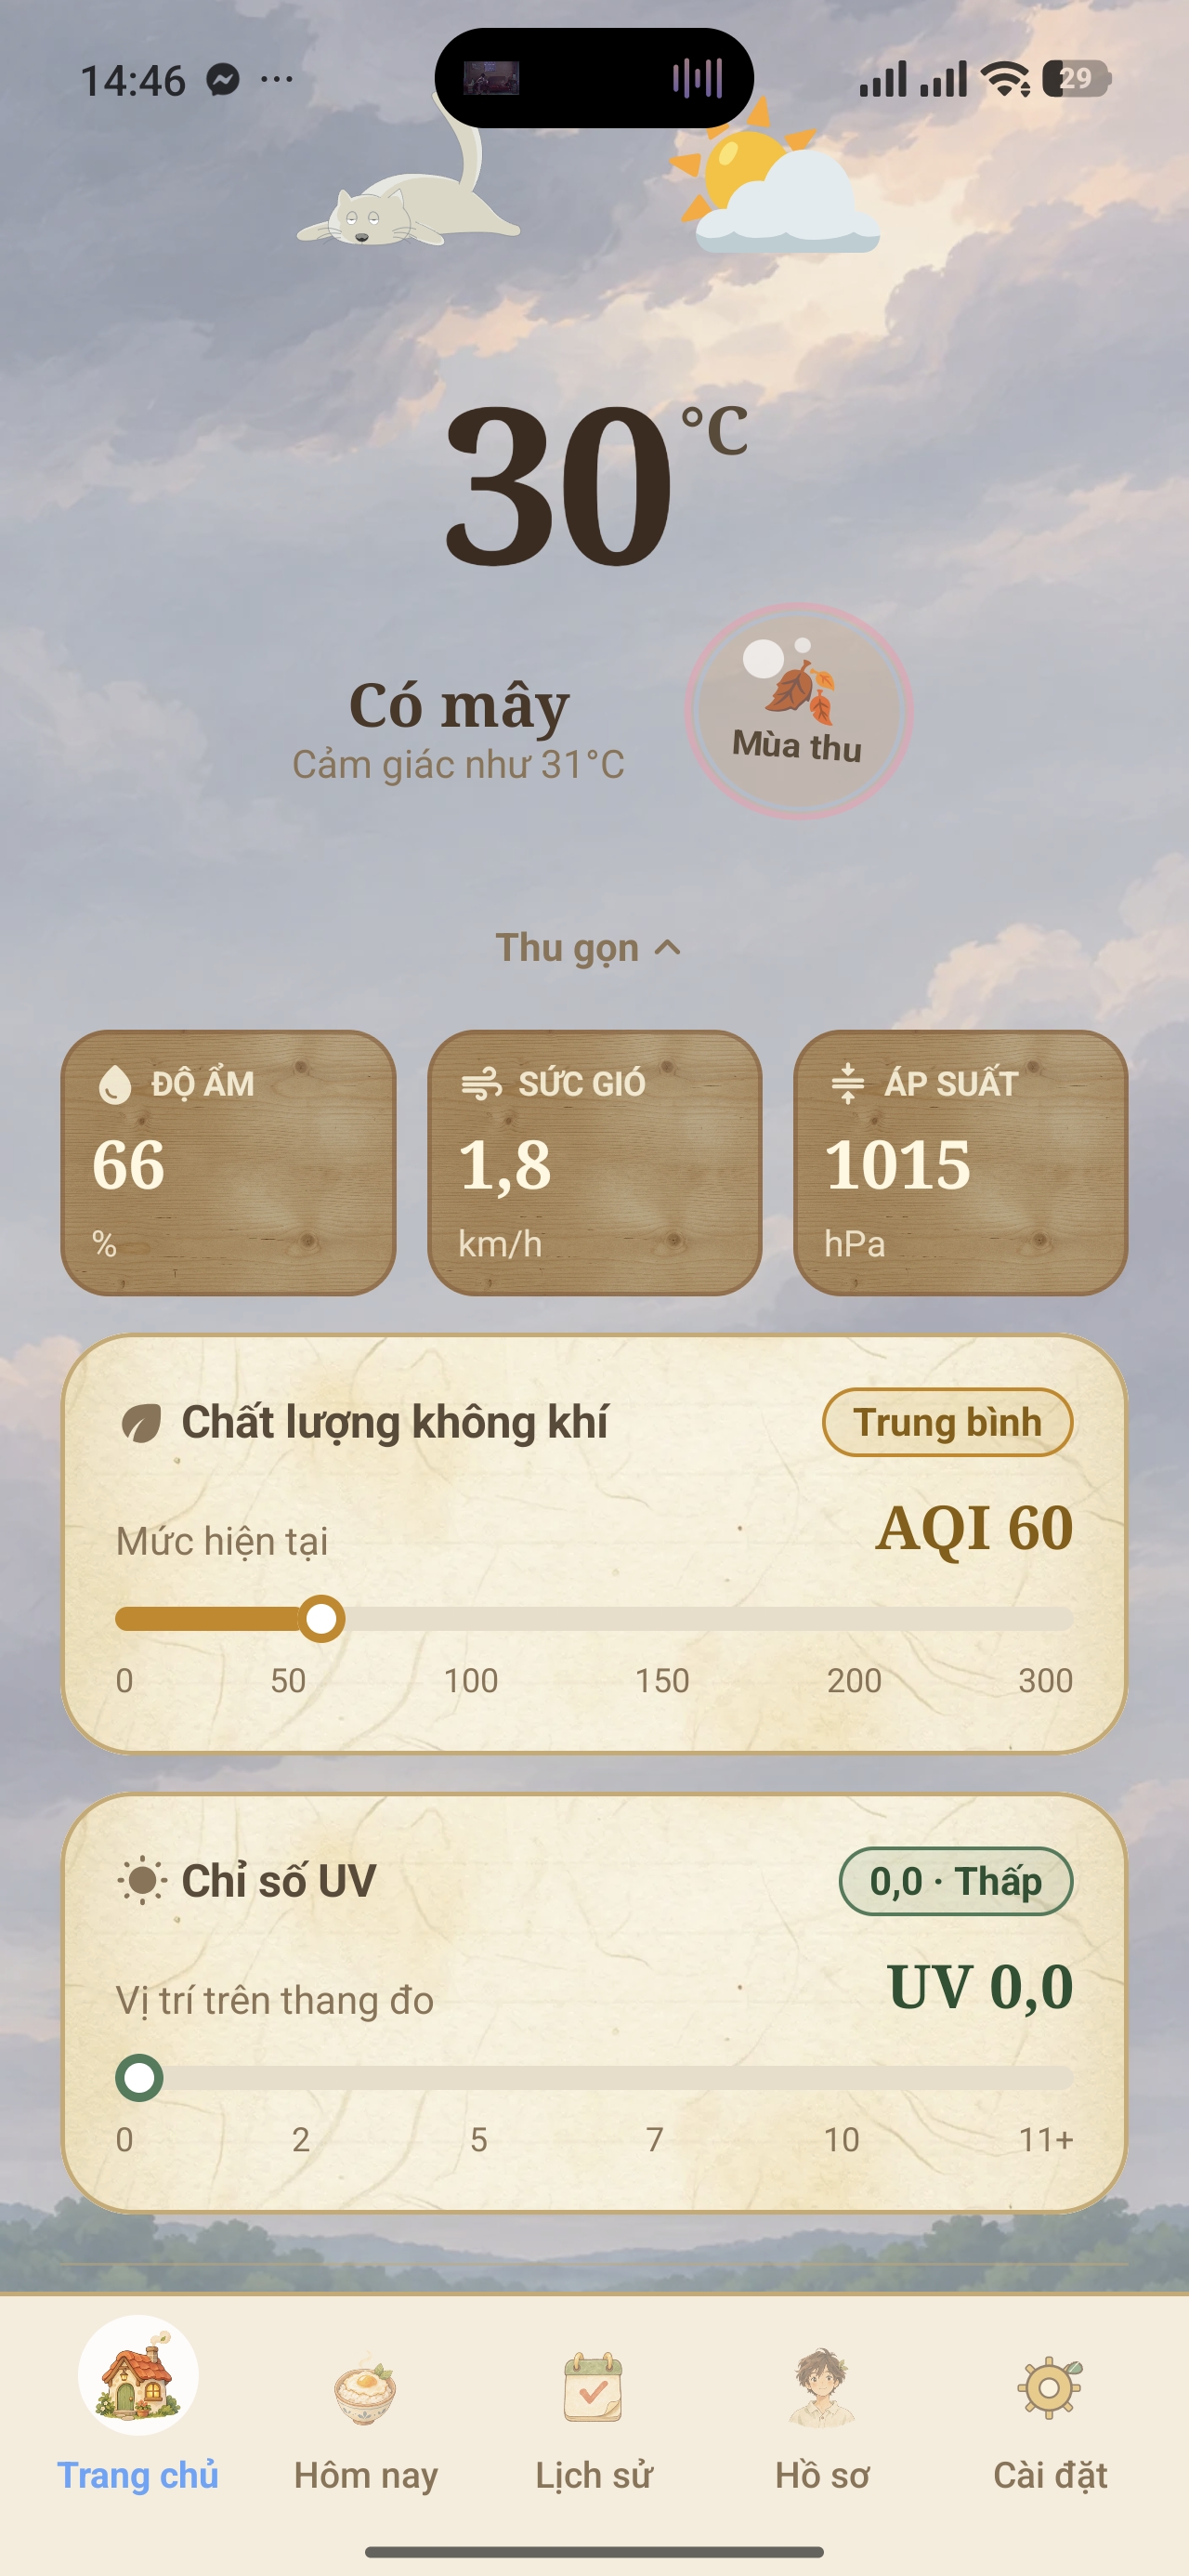 14:46 ...
29
30°C
Có mây
Cảm giác như 31°C
Mùa thu
Thu gọn
ĐỘ ẨM
66
%
SỨC GIÓ
1,8
km/h
ÁP SUẤT
1015
hPa
Chất lượng không khí
Trung bình
Mức hiện tại
AQI 60
0 50 100 150 200 300
Chỉ số UV
0,0 · Thấp
Vị trí trên thang đo
UV 0,0
0 2 5 7 10 11+
Trang chủ
Hôm nay
Lịch sử
Hồ sơ
Cài đặt